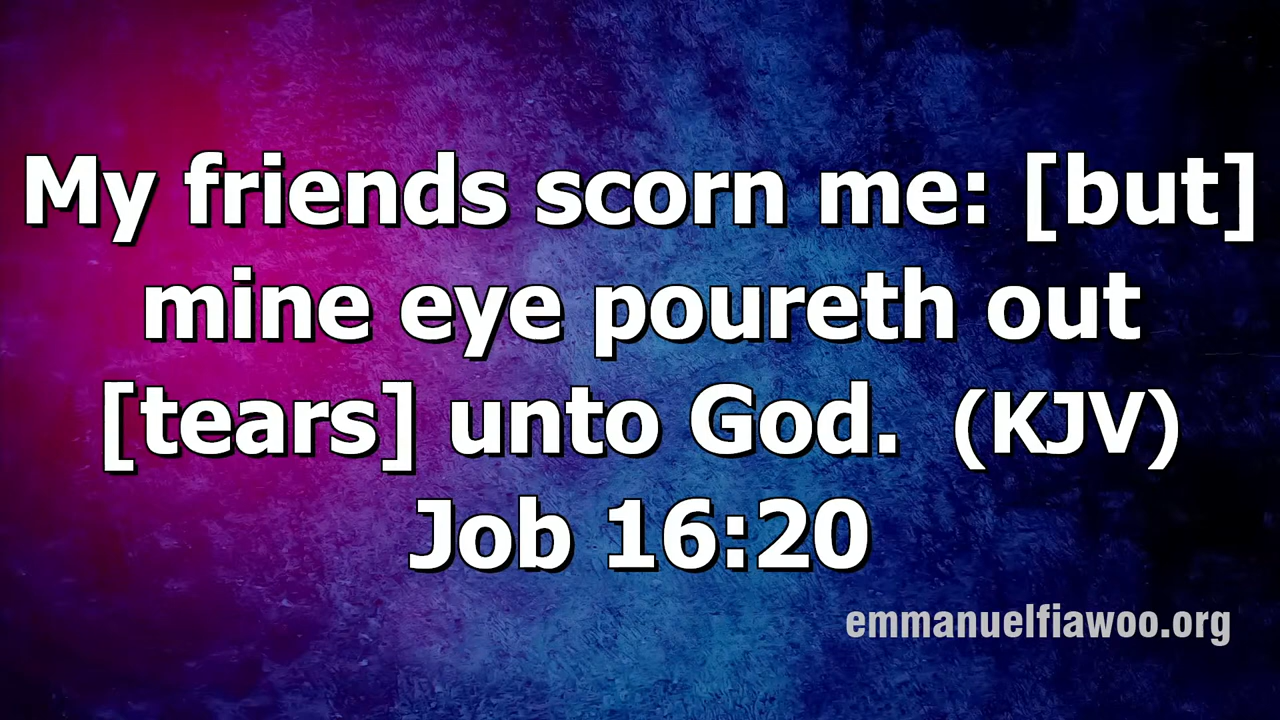 My friends scorn me: [but]
mine eye poureth out
[tears] unto God.  (KJV)
Job 16:20
emmanuelfiawoo.org